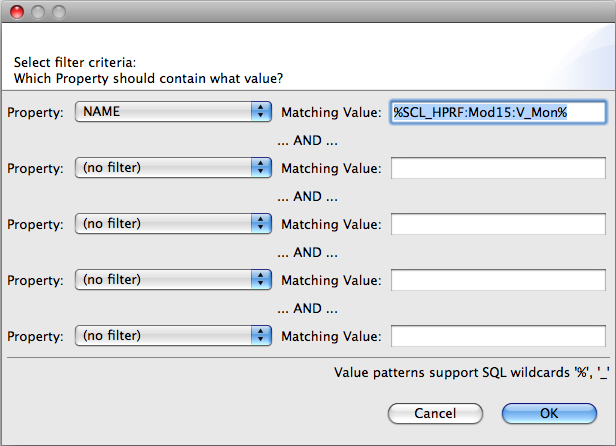 Select filter criteria:
Which Property should contain what value?
Property: NAME Matching Value: %SCL_HPRF:Mod15:V_Mon%
... AND ...
Property: (no filter) Matching Value:
... AND ...
Property: (no filter) Matching Value:
... AND ...
Property: (no filter) Matching Value:
... AND ...
Property: (no filter) Matching Value:
Value patterns support SQL wildcards '%', '_'
Cancel OK